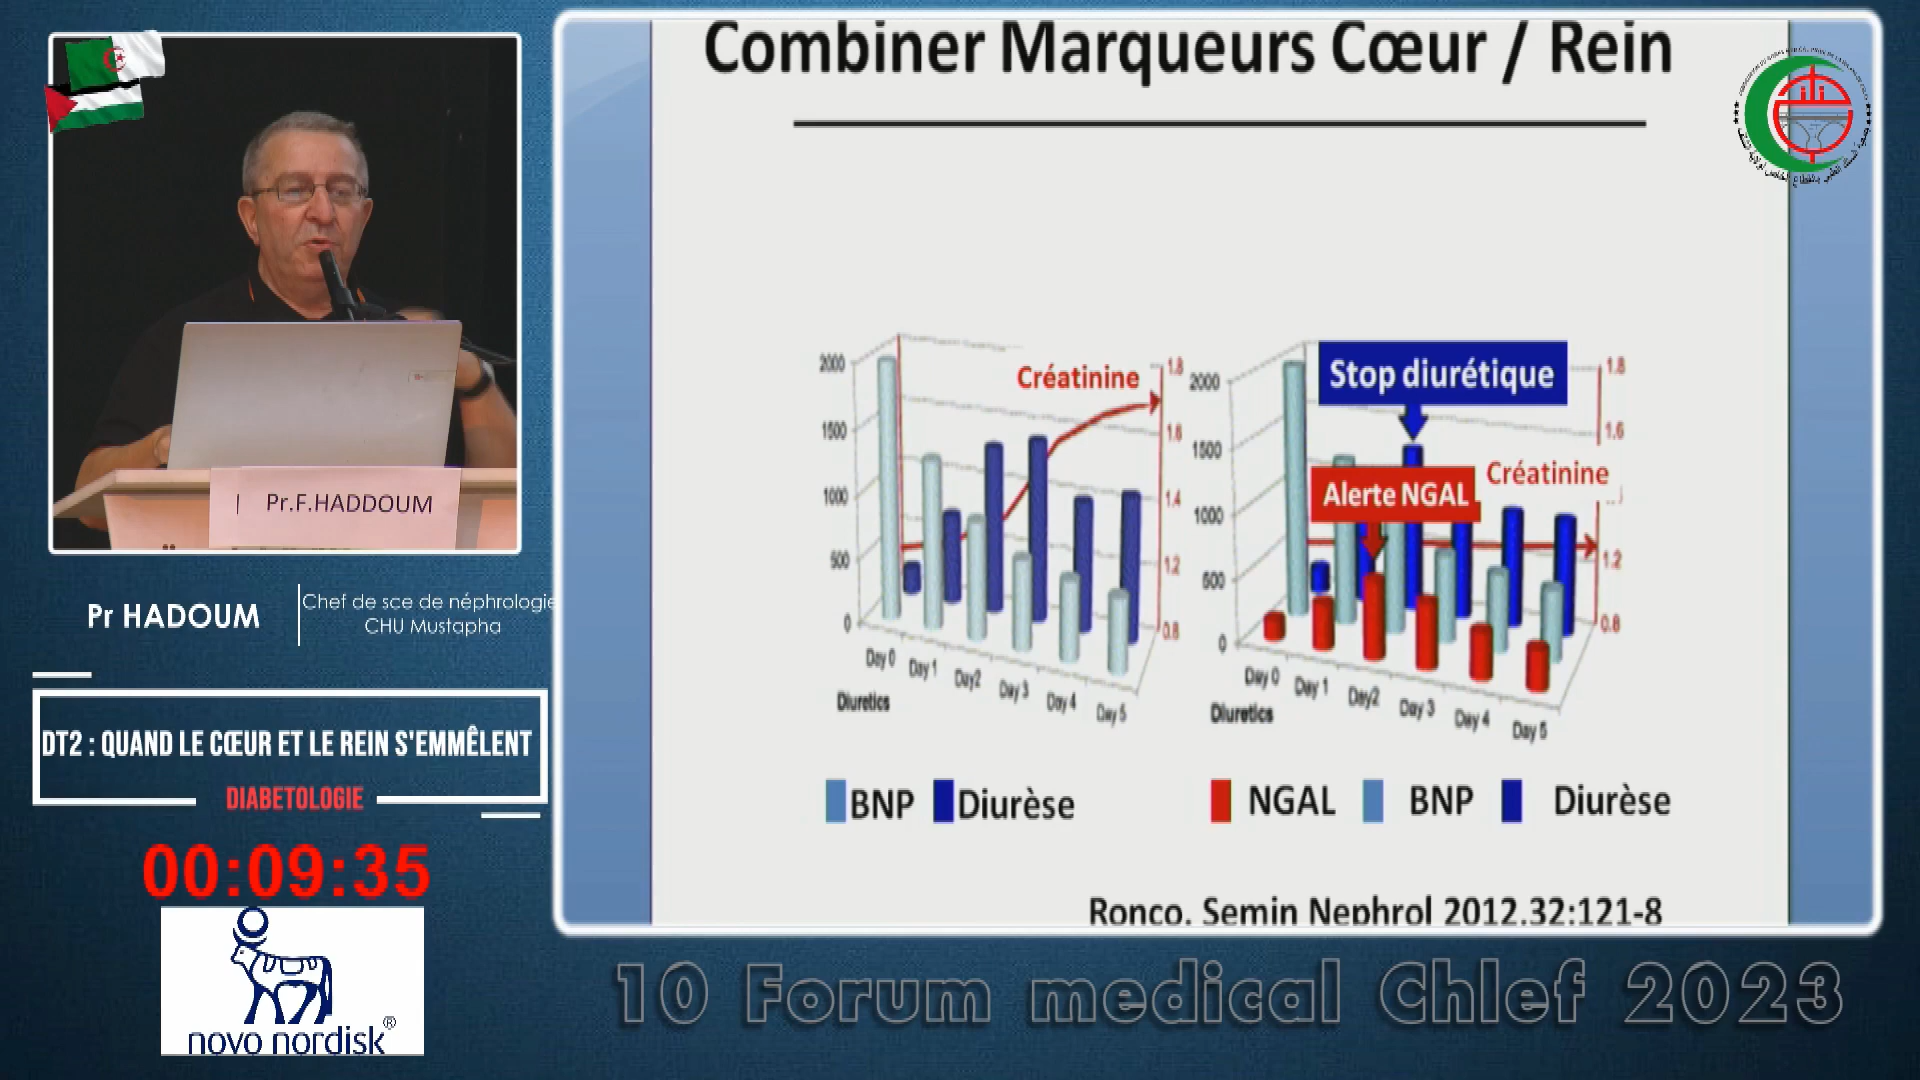 Combiner Marqueurs Cœur / Rein
Créatinine
2000
1500
1000
500
0
1.8
1.6
1.4
1.2
0.8
Day 0
Day 1
Day2
Day 3
Day 4
Day 5
Diuretics
BNP
Diurèse
Stop diurétique
Alerte NGAL
Créatinine
2000
1500
1000
500
0
1.8
1.6
1.2
0.8
Day 0
Day 1
Day2
Day 3
Day 4
Day 5
Diuretics
NGAL
BNP
Diurèse
Ronco. Semin Nephrol 2012.32:121-8
Pr.F.HADDOUM
Pr HADOUM
Chef de sce de néphrologie
CHU Mustapha
DT2 : QUAND LE CŒUR ET LE REIN S'EMMÊLENT
DIABETOLOGIE
00:09:35
novo nordisk®
10 Forum medical Chlef 2023